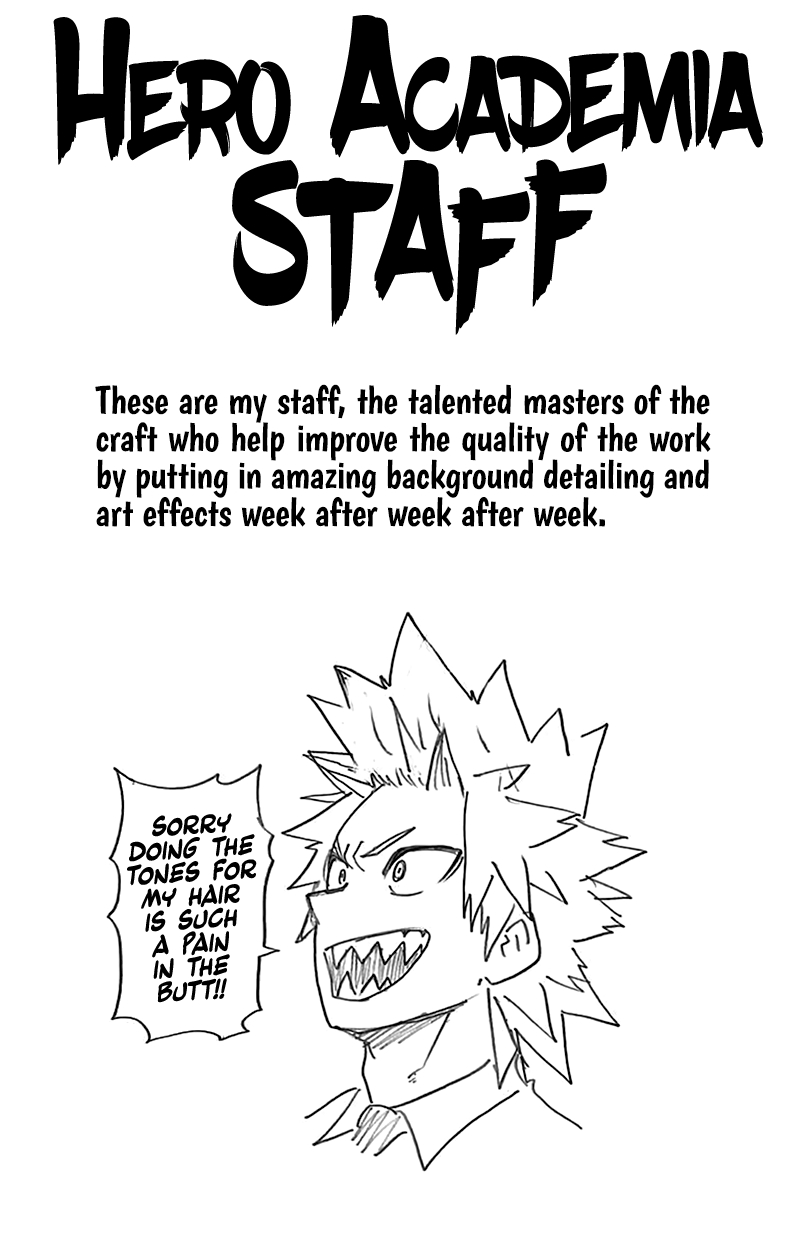 HERO ACADEMIA
STAFF
These are my staff, the talented masters of the
craft who help improve the quality of the work
by putting in amazing background detailing and
art effects week after week after week.
SORRY
DOING THE
TONES FOR
MY HAIR
IS SUCH
A PAIN
IN THE
BUTT!!